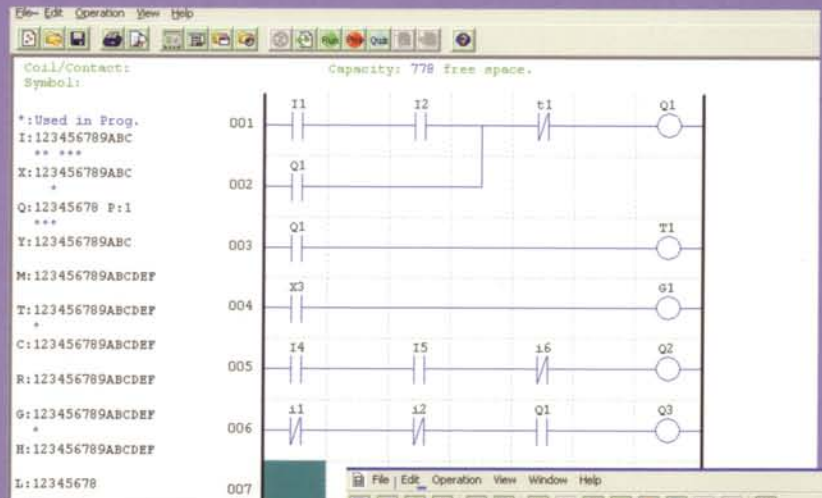 File Edit Operation View Help
Run Stop Quit
Coil/Contact: Capacity: 778 free space.
Symbol:
*:Used in Prog.
I:123456789ABC
** ***
X:123456789ABC
*
Q:12345678 P:1
***
Y:123456789ABC
M:123456789ABCDEF
T:123456789ABCDEF
*
C:123456789ABCDEF
R:123456789ABCDEF
G:123456789ABCDEF
*
H:123456789ABCDEF
L:12345678
001 I1 I2 t1 Q1
002 Q1
003 Q1 T1
004 X3 G1
005 I4 I5 i6 Q2
006 i1 i2 Q1 Q3
007
File Edit Operation View Window Help